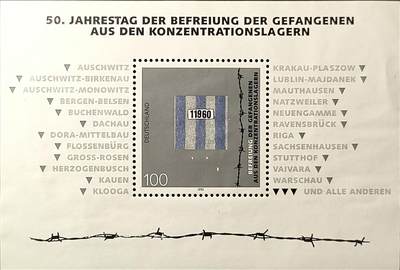 50. JAHRESTAG DER BEFREIUNG DER GEFANGENEN
AUS DEN KONZENTRATIONSLAGERN
AUSCHWITZ
AUSCHWITZ-BIRKENAU
AUSCHWITZ-MONOWITZ
BERGEN-BELSEN
BUCHENWALD
DACHAU
DORA-MITTELBAU
FLOSSENBÜRG
GROSS-ROSEN
HERZOGENBUSCH
KAUEN
KLOOGA
DEUTSCHLAND
11960
100
BEFREIUNG DER GEFANGENEN
AUS DEN KONZENTRATIONSLAGERN
KRAKAU-PLASZOW
LUBLIN-MAJDANEK
MAUTHAUSEN
NATZWEILER
NEUENGAMME
RAVENSBRÜCK
RIGA
SACHSENHAUSEN
STUTTHOF
VAIVARA
WARSCHAU
UND ALLE ANDEREN